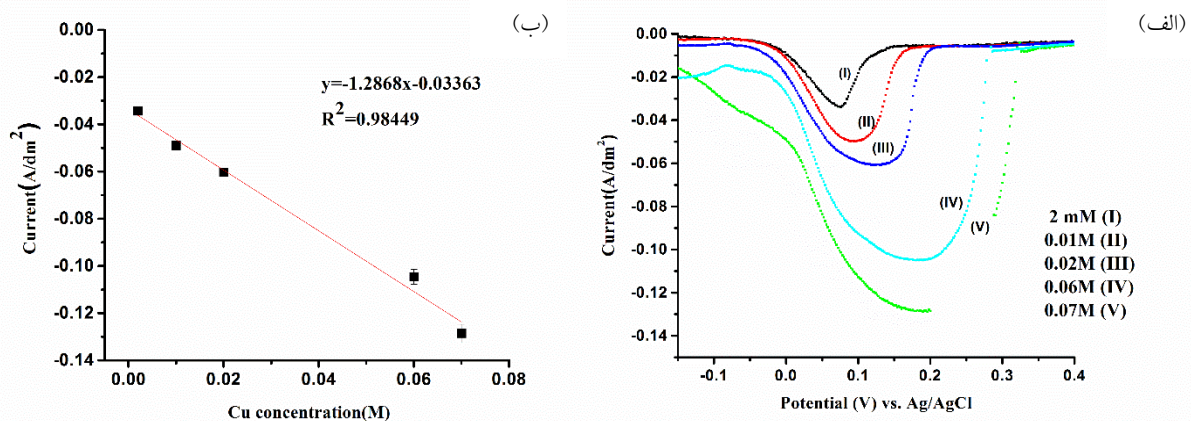 (ب)
0.00
-0.02
-0.04
-0.06
-0.08
-0.10
-0.12
-0.14
Current(A/dm²)
y=-1.2868x-0.03363
R²=0.98449
0.00 0.02 0.04 0.06 0.08
Cu concentration(M)
(الف)
0.00
-0.02
-0.04
-0.06
-0.08
-0.10
-0.12
-0.14
Current(A/dm²)
(I)
(II)
(III)
(IV)
(V)
2 mM (I)
0.01M (II)
0.02M (III)
0.06M (IV)
0.07M (V)
-0.1 0.0 0.1 0.2 0.3 0.4
Potential (V) vs. Ag/AgCl